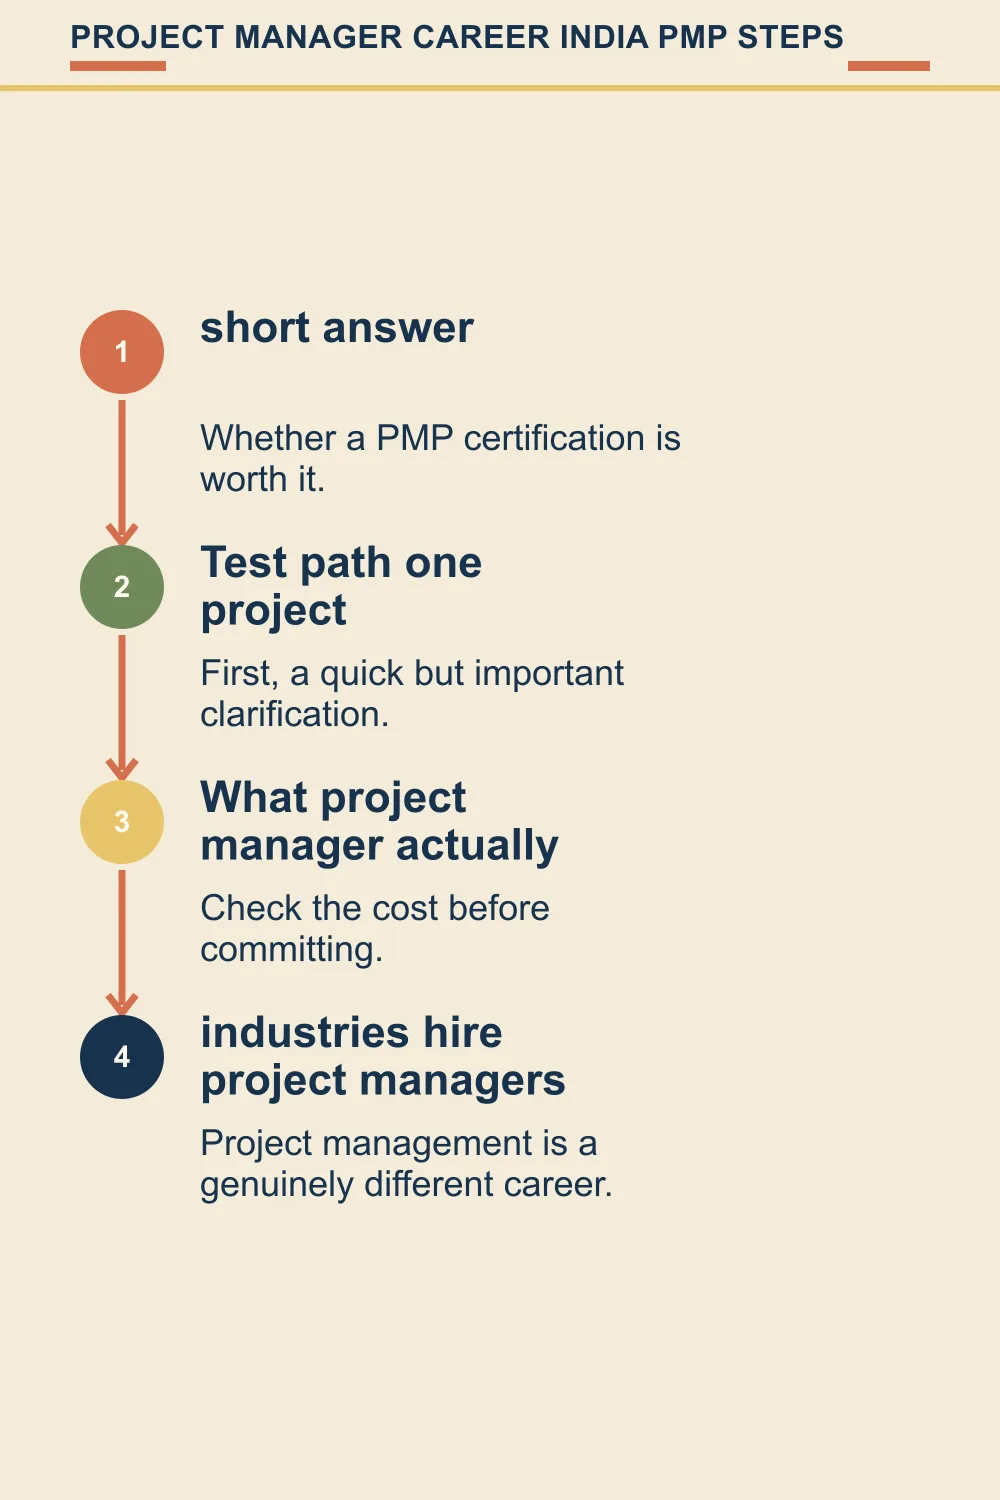 PROJECT MANAGER CAREER INDIA PMP STEPS
1
short answer
Whether a PMP certification is
worth it.
2
Test path one
project
First, a quick but important
clarification.
3
What project
manager actually
Check the cost before
committing.
4
industries hire
project managers
Project management is a
genuinely different career.